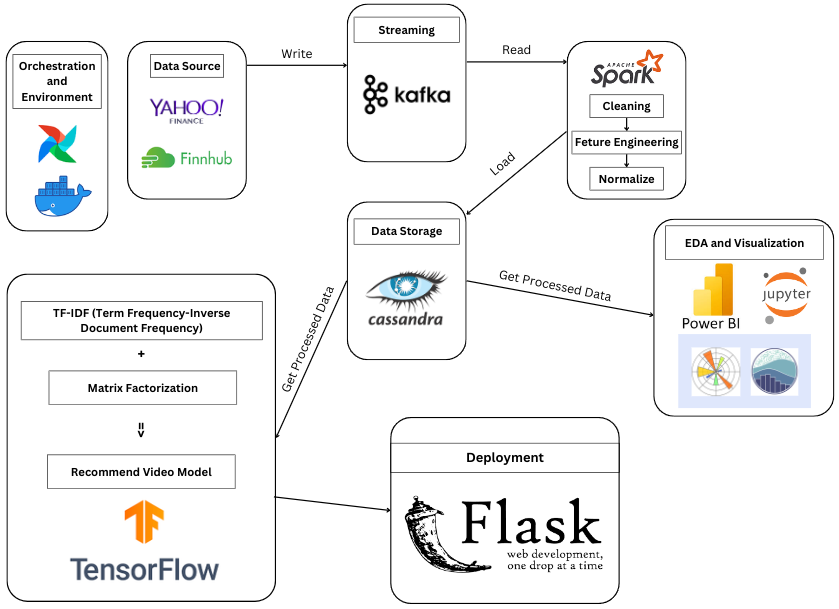 Orchestration
and
Environment
Data Source
YAHOO!
FINANCE
Finnhub
Write
Streaming
kafka
Read
APACHE
Spark
Cleaning
Feture Engineering
Normalize
Load
Data Storage
cassandra
Get Processed Data
EDA and Visualization
Power BI
jupyter
Get Processed Data
TF-IDF (Term Frequency-Inverse
Document Frequency)
+
Matrix Factorization
=>
Recommend Video Model
TensorFlow
Deployment
Flask
web development,
one drop at a time